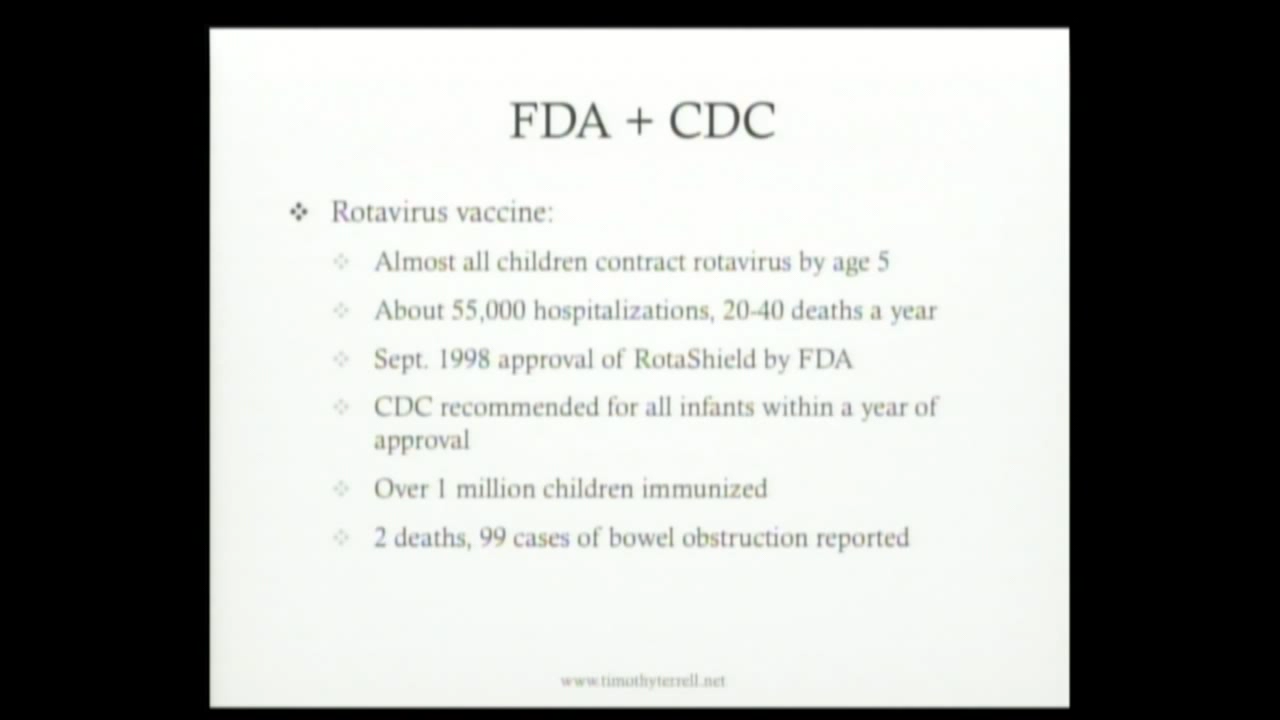 FDA + CDC
Rotavirus vaccine:
Almost all children contract rotavirus by age 5
About 55,000 hospitalizations, 20-40 deaths a year
Sept. 1998 approval of RotaShield by FDA
CDC recommended for all infants within a year of
approval
Over 1 million children immunized
2 deaths, 99 cases of bowel obstruction reported
www.timothyterrell.net